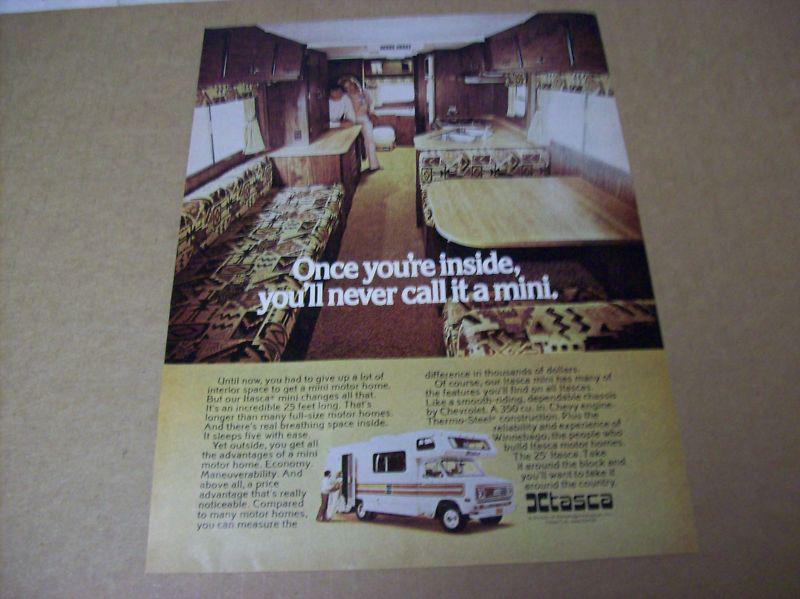 Once you're inside,
you'll never call it a mini.
Until now, you had to give up a lot of
interior space to get a mini motor home.
But our Itasca® mini changes all that.
It's an incredible 25 feet long. That's
longer than many full-size motor homes.
And there's real breathing space inside.
It sleeps five with ease.
Yet outside, you get all
the advantages of a mini
motor home. Economy.
Maneuverability. And
above all, a price
advantage that's really
noticeable. Compared
to many motor homes,
you can measure the
difference in thousands of dollars.
Of course, our Itasca mini has many of
the features you'll find on all Itascas.
Like a smooth-riding, dependable chassis
by Chevrolet. A 350 cu. in. Chevy engine.
Thermo-Steel® construction. Plus the
reliability and experience of
Winnebago, the people who
build Itasca motor homes.
The 25' Itasca. Take
it around the block and
you'll want to take it
around the country.
Itasca